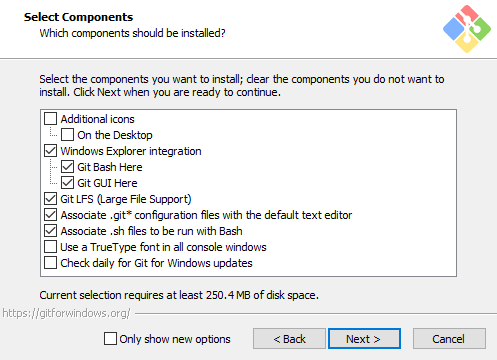 Select Components
Which components should be installed?
Select the components you want to install; clear the components you do not want to
install. Click Next when you are ready to continue.
Additional icons
On the Desktop
Windows Explorer integration
Git Bash Here
Git GUI Here
Git LFS (Large File Support)
Associate .git* configuration files with the default text editor
Associate .sh files to be run with Bash
Use a TrueType font in all console windows
Check daily for Git for Windows updates
Current selection requires at least 250.4 MB of disk space.
https://gitforwindows.org/
Only show new options
< Back
Next >
Cancel